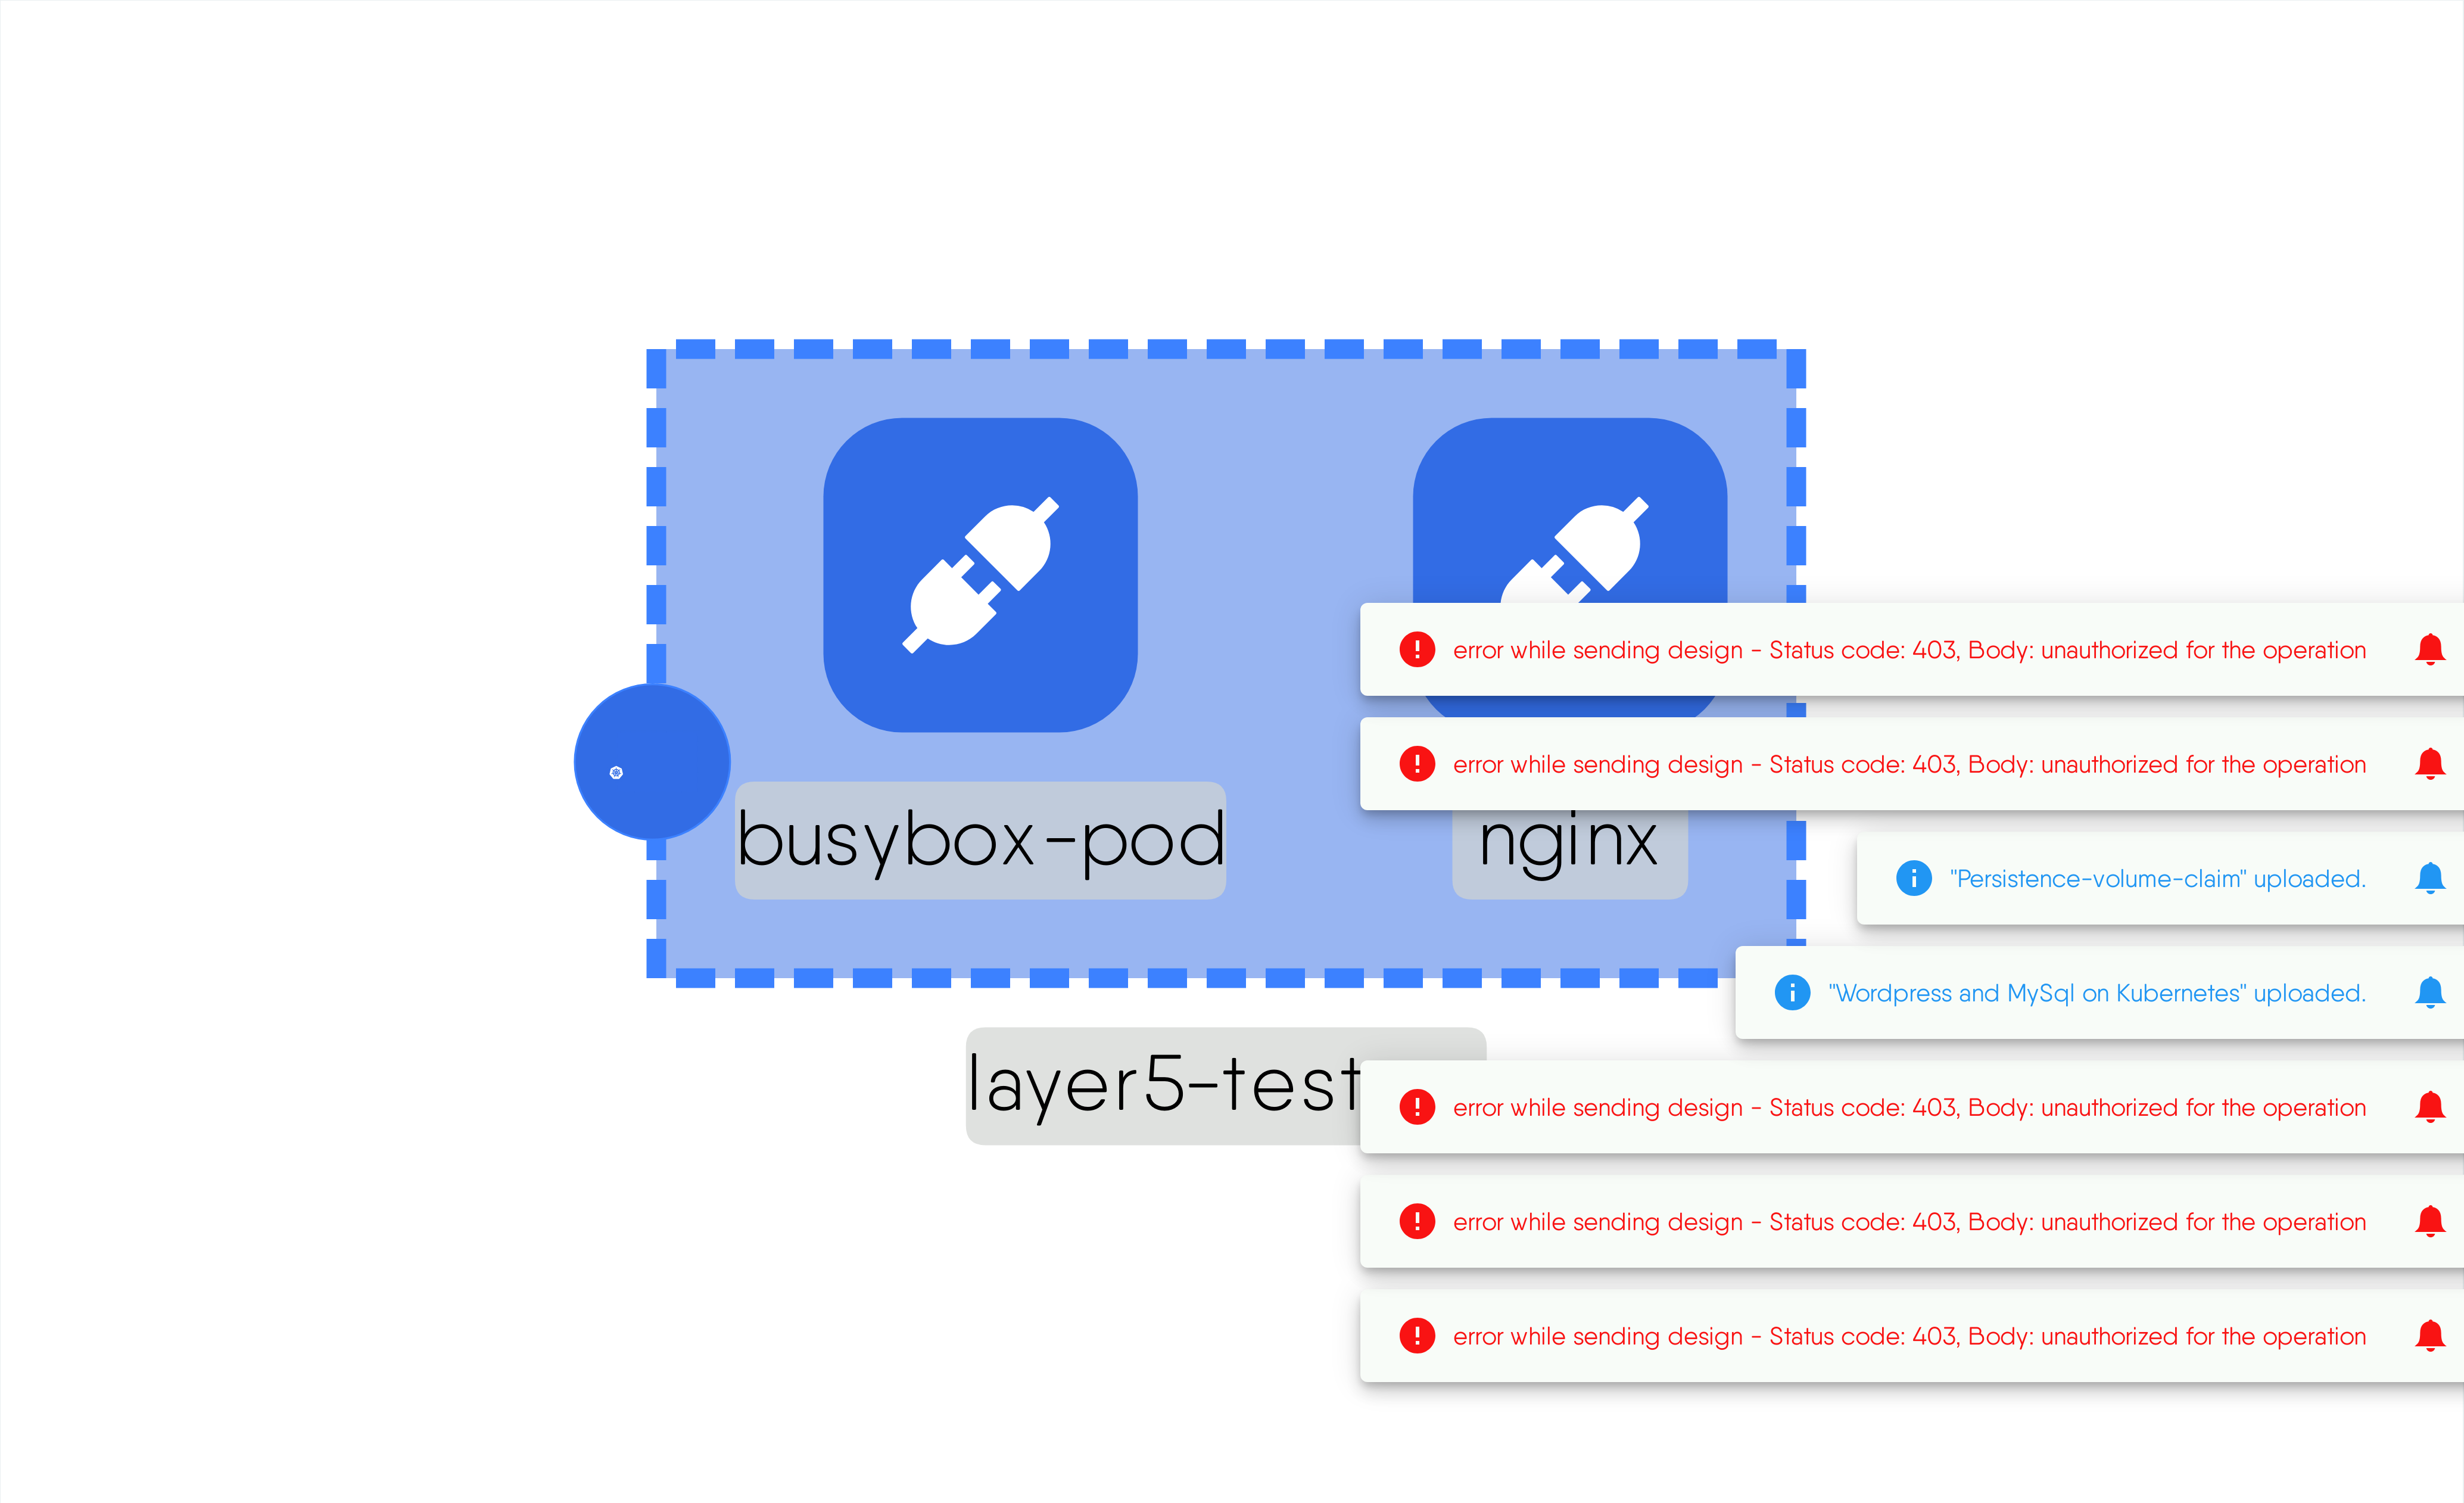 busybox-pod
nginx
layer5-test
error while sending design - Status code: 403, Body: unauthorized for the operation
error while sending design - Status code: 403, Body: unauthorized for the operation
"Persistence-volume-claim" uploaded.
"Wordpress and MySql on Kubernetes" uploaded.
error while sending design - Status code: 403, Body: unauthorized for the operation
error while sending design - Status code: 403, Body: unauthorized for the operation
error while sending design - Status code: 403, Body: unauthorized for the operation